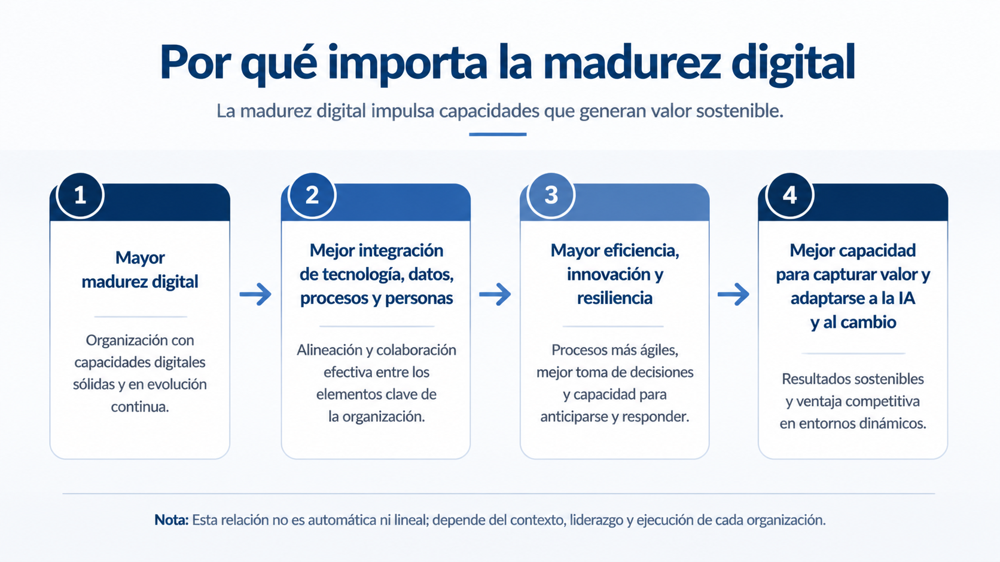 Por qué importa la madurez digital
La madurez digital impulsa capacidades que generan valor sostenible.
1
Mayor
madurez digital
Organización con
capacidades digitales
sólidas y en evolución
continua.
2
Mejor integración
de tecnología, datos,
procesos y personas
Alineación y colaboración
efectiva entre los
elementos clave de
la organización.
3
Mayor eficiencia,
innovación y
resiliencia
Procesos más ágiles,
mejor toma de decisiones
y capacidad para
anticiparse y responder.
4
Mejor capacidad
para capturar valor y
adaptarse a la IA
y al cambio
Resultados sostenibles
y ventaja competitiva
en entornos dinámicos.
Nota: Esta relación no es automática ni lineal; depende del contexto, liderazgo y ejecución de cada organización.